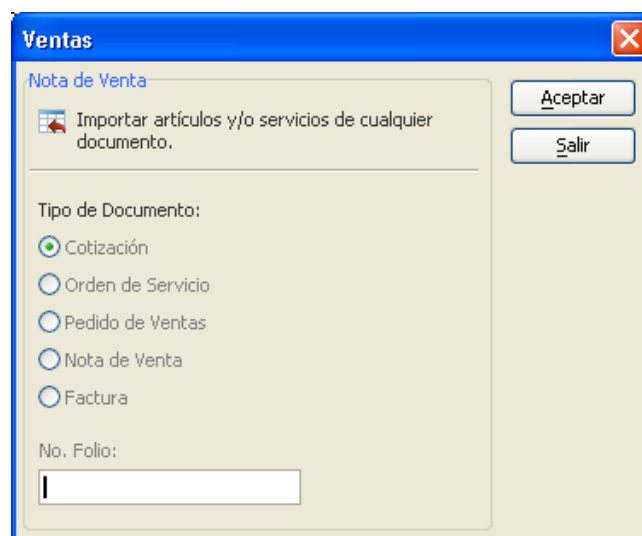 Ventas
Nota de Venta
Importar artículos y/o servicios de cualquier
documento.
Aceptar
Salir
Tipo de Documento:
Cotización
Orden de Servicio
Pedido de Ventas
Nota de Venta
Factura
No. Folio: